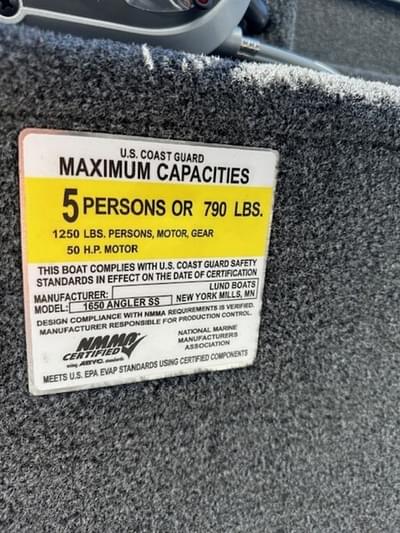 U.S. COAST GUARD
MAXIMUM CAPACITIES
5 PERSONS OR 790 LBS.
1250 LBS. PERSONS, MOTOR, GEAR
50 H.P. MOTOR
THIS BOAT COMPLIES WITH U.S. COAST GUARD SAFETY
STANDARDS IN EFFECT ON THE DATE OF CERTIFICATION
MANUFACTURER: LUND BOATS
MODEL: 1650 ANGLER SS NEW YORK MILLS, MN
DESIGN COMPLIANCE WITH NMMA REQUIREMENTS IS VERIFIED.
MANUFACTURER RESPONSIBLE FOR PRODUCTION CONTROL.
NMMA
CERTIFIED
using ABYC standards
NATIONAL MARINE
MANUFACTURERS
ASSOCIATION
MEETS U.S. EPA EVAP STANDARDS USING CERTIFIED COMPONENTS